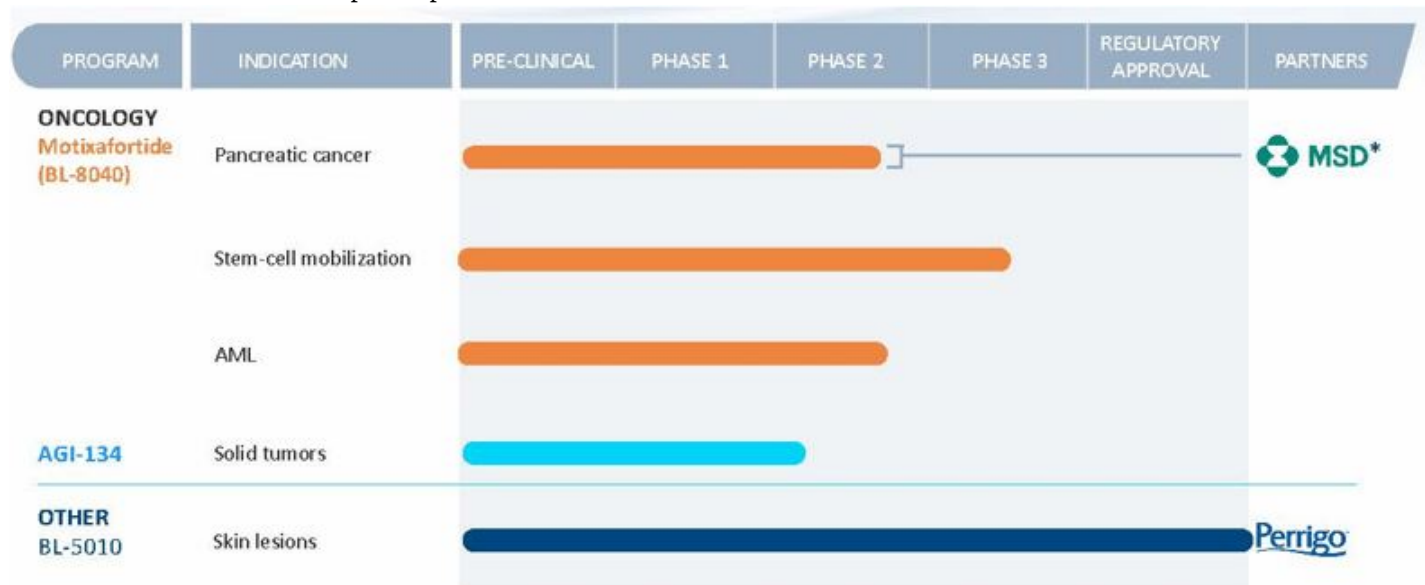 PROGRAM
INDICATION
PRE-CLINICAL
PHASE 1
PHASE 2
PHASE 3
REGULATORY
APPROVAL
PARTNERS
ONCOLOGY
Motixafortide
(BL-8040)
Pancreatic cancer
MSD*
Stem-cell mobilization
AML
AGI-134
Solid tumors
OTHER
BL-5010
Skin lesions
Perrigo